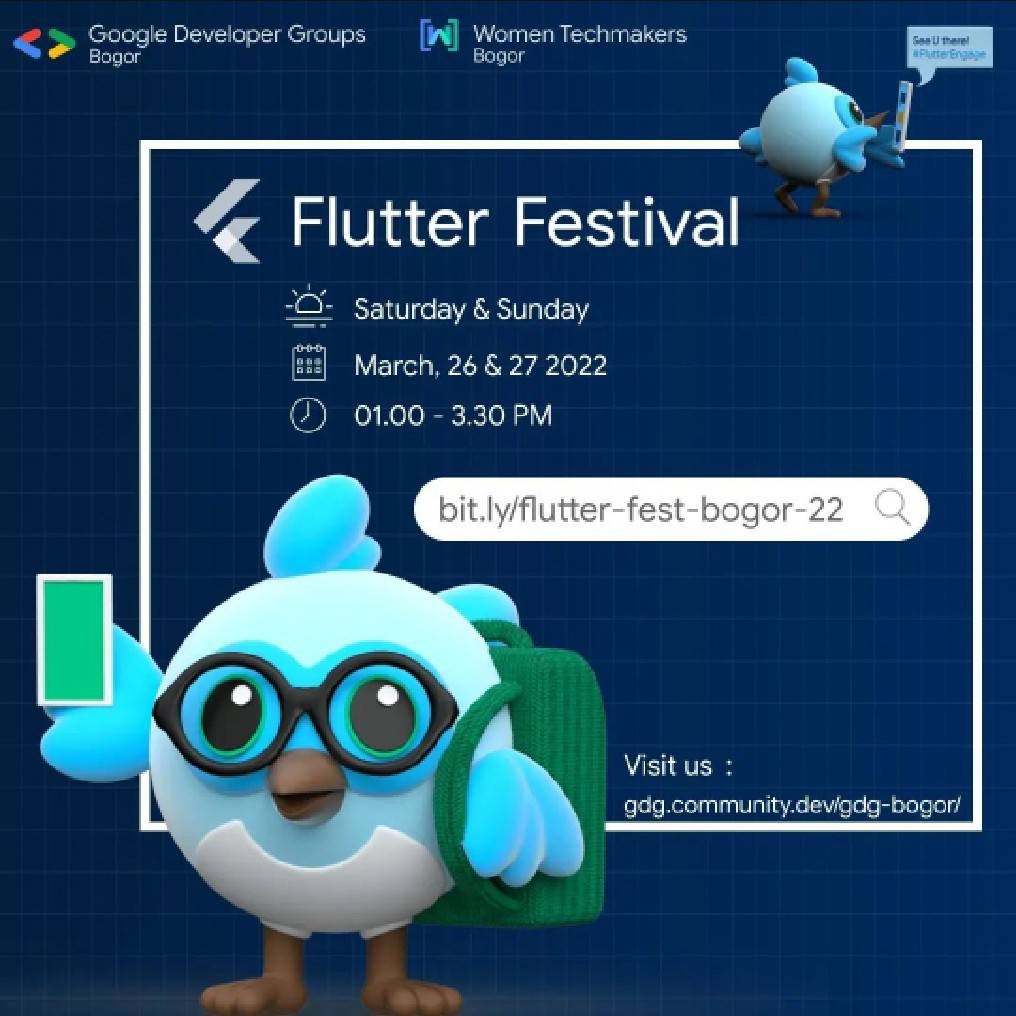 Google Developer Groups
Bogor
Women Techmakers
Bogor
See U there!
#FlutterEngage
Flutter Festival
Saturday & Sunday
March, 26 & 27 2022
01.00 - 3.30 PM
bit.ly/flutter-fest-bogor-22
Visit us :
gdg.community.dev/gdg-bogor/